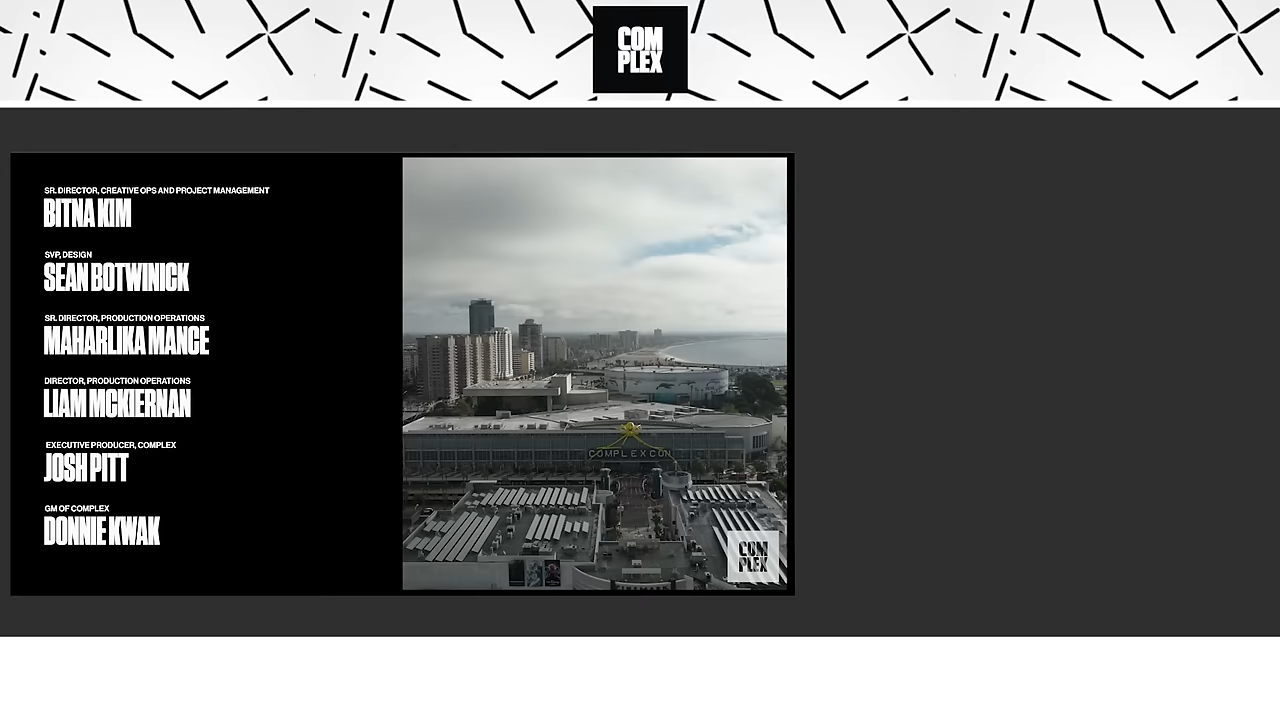 COM
PLEX
SR. DIRECTOR, CREATIVE OPS AND PROJECT MANAGEMENT
BITNA KIM
SVP, DESIGN
SEAN BOTWINICK
SR. DIRECTOR, PRODUCTION OPERATIONS
MAHARLIKA MANGE
DIRECTOR, PRODUCTION OPERATIONS
LIAM MCKIERNAN
EXECUTIVE PRODUCER, COMPLEX
JOSH PITT
GM OF COMPLEX
DONNIE KWAK
COMPLEXCON
COM
PLEX